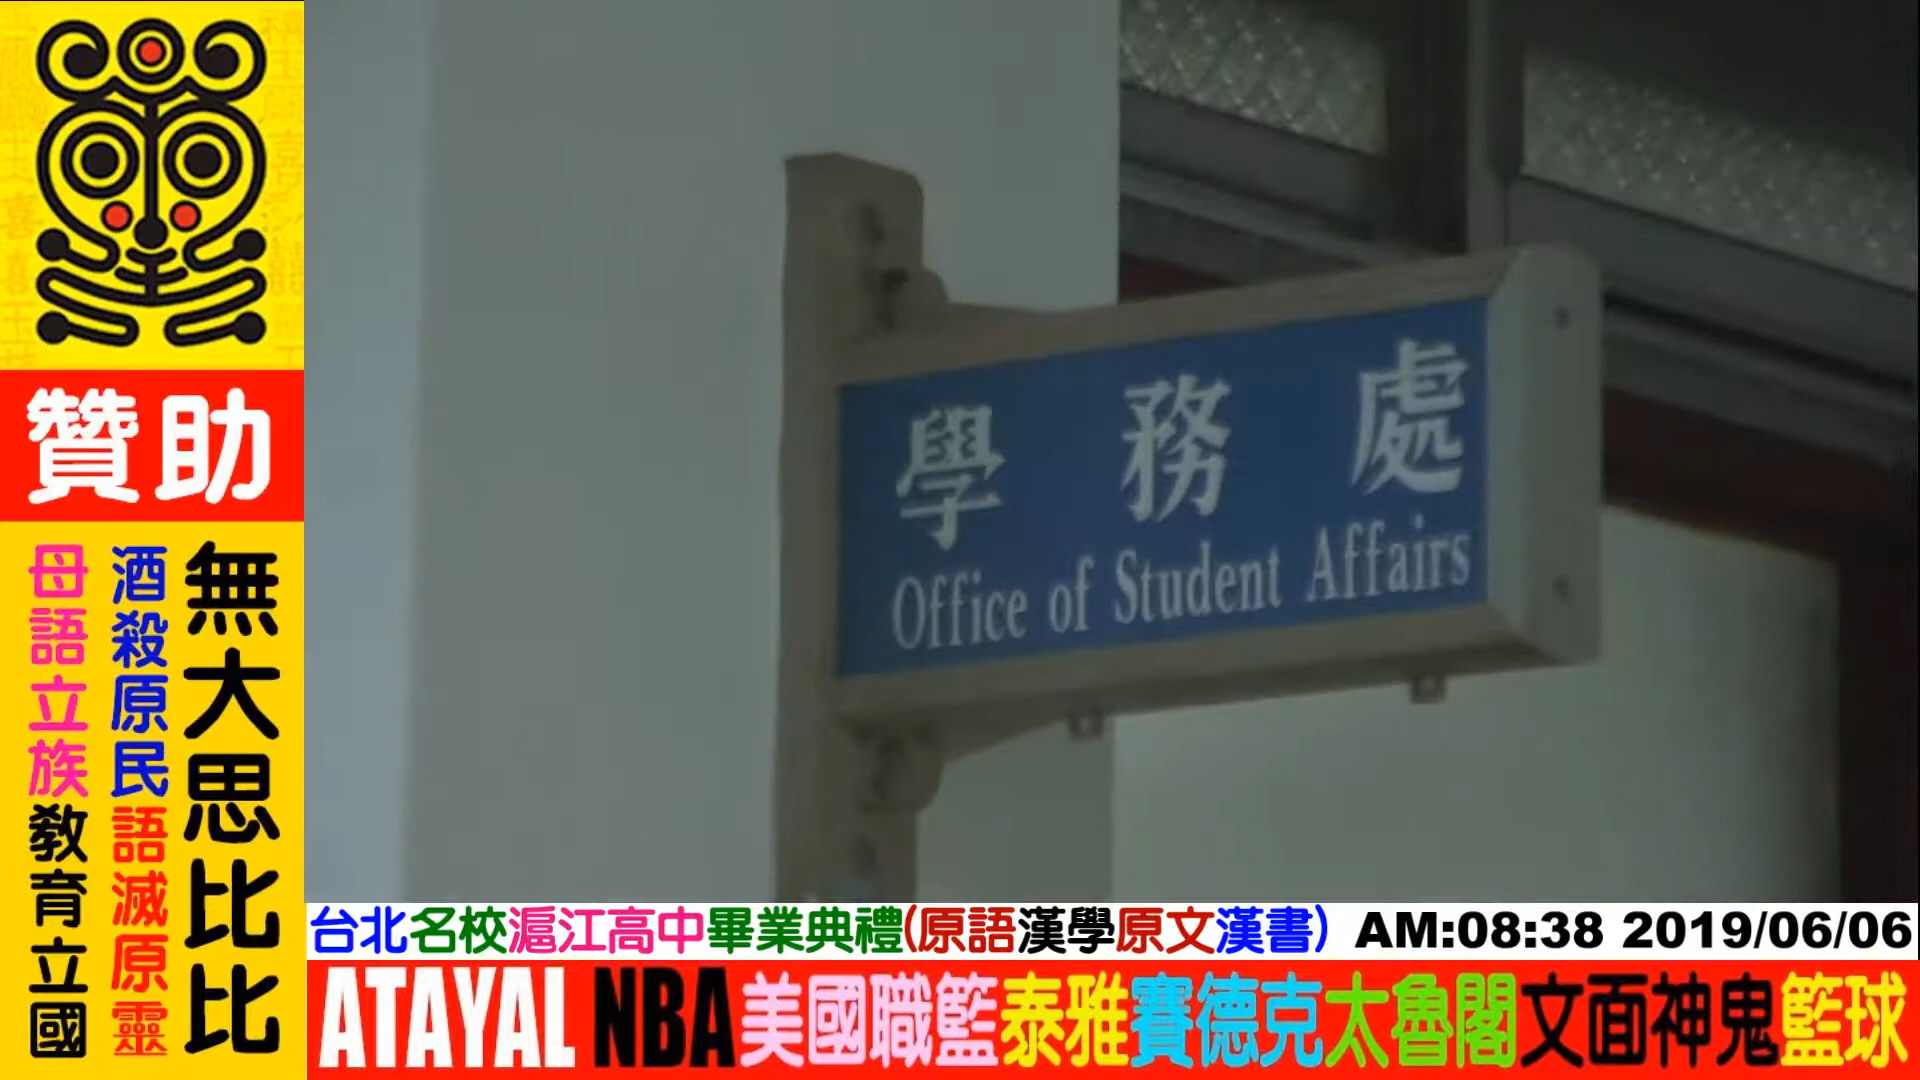 贊助
無大思比比
酒殺原民語滅原靈
母語立族教育立國
學務處
Office of Student Affairs
台北名校滬江高中畢業典禮(原語漢學原文漢書) AM:08:38 2019/06/06
ATAYAL NBA美國職籃泰雅賽德克太魯閣文面神鬼籃球